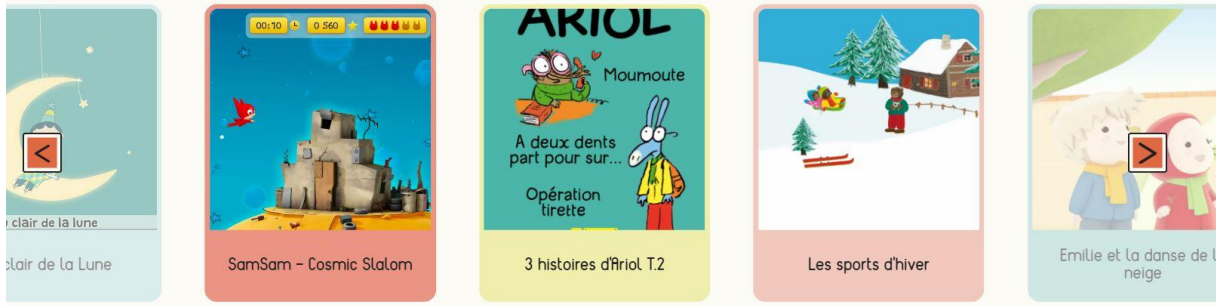 clair de la lune
clair de la Lune
<
00:10
0 560
SamSam - Cosmic Slalom
ARIOL
Moumoute
A deux dents
part pour sur...
Opération
tirette
3 histoires d'Ariol T.2
Les sports d'hiver
>
Emilie et la danse de
neige